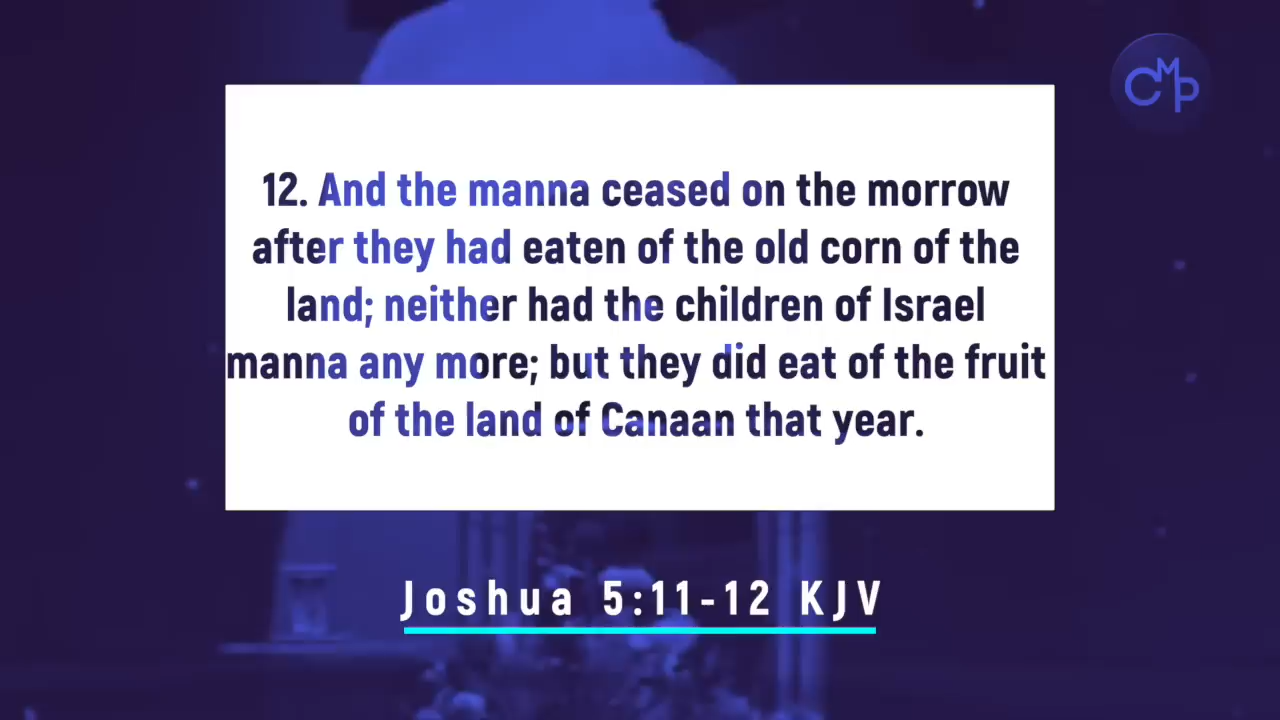 CMP
12. And the manna ceased on the morrow
after they had eaten of the old corn of the
land; neither had the children of Israel
manna any more; but they did eat of the fruit
of the land of Canaan that year.
Joshua 5:11-12 KJV